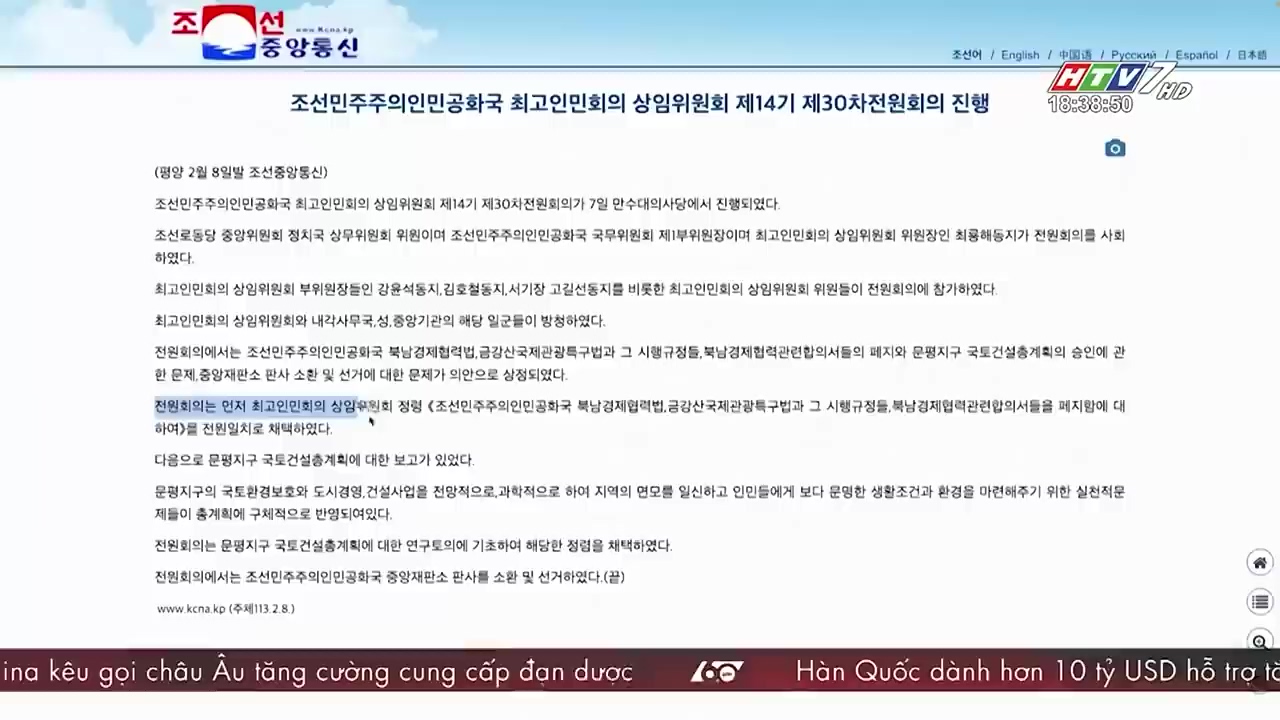 조 선
www.kcna.kp
중앙통신
조선어 / English / 中国语 / Русский / Español / 日本語
HTV7 HD
18:38:50
조선민주주의인민공화국 최고인민회의 상임위원회 제14기 제30차전원회의 진행
(평양 2월 8일발 조선중앙통신)
조선민주주의인민공화국 최고인민회의 상임위원회 제14기 제30차전원회의가 7일 만수대의사당에서 진행되였다.
조선로동당 중앙위원회 정치국 상무위원회 위원이며 조선민주주의인민공화국 국무위원회 제1부위원장이며 최고인민회의 상임위원회 위원장인 최룡해동지가 전원회의를 사회
하였다.
최고인민회의 상임위원회 부위원장들인 강윤석동지,김호철동지,서기장 고길선동지를 비롯한 최고인민회의 상임위원회 위원들이 전원회의에 참가하였다.
최고인민회의 상임위원회와 내각사무국,성,중앙기관의 해당 일군들이 방청하였다.
전원회의에서는 조선민주주의인민공화국 북남경제협력법,금강산국제관광특구법과 그 시행규정들,북남경제협력관련합의서들의 페지와 문평지구 국토건설총계획의 승인에 관
한 문제,중앙재판소 판사 소환 및 선거에 대한 문제가 의안으로 상정되였다.
전원회의는 먼저 최고인민회의 상임위원회 정령 《조선민주주의인민공화국 북남경제협력법,금강산국제관광특구법과 그 시행규정들,북남경제협력관련합의서들을 페지함에 대
하여》를 전원일치로 채택하였다.
다음으로 문평지구 국토건설총계획에 대한 보고가 있었다.
문평지구의 국토환경보호와 도시경영,건설사업을 전망적으로,과학적으로 하여 지역의 면모를 일신하고 인민들에게 보다 문명한 생활조건과 환경을 마련해주기 위한 실천적문
제들이 총계획에 구체적으로 반영되여있다.
전원회의는 문평지구 국토건설총계획에 대한 연구토의에 기초하여 해당한 정령을 채택하였다.
전원회의에서는 조선민주주의인민공화국 중앙재판소 판사를 소환 및 선거하였다.(끝)
www.kcna.kp (주체113.2.8.)
ina kêu gọi châu Âu tăng cường cung cấp đạn dược 60 Hàn Quốc dành hơn 10 tỷ USD hỗ trợ